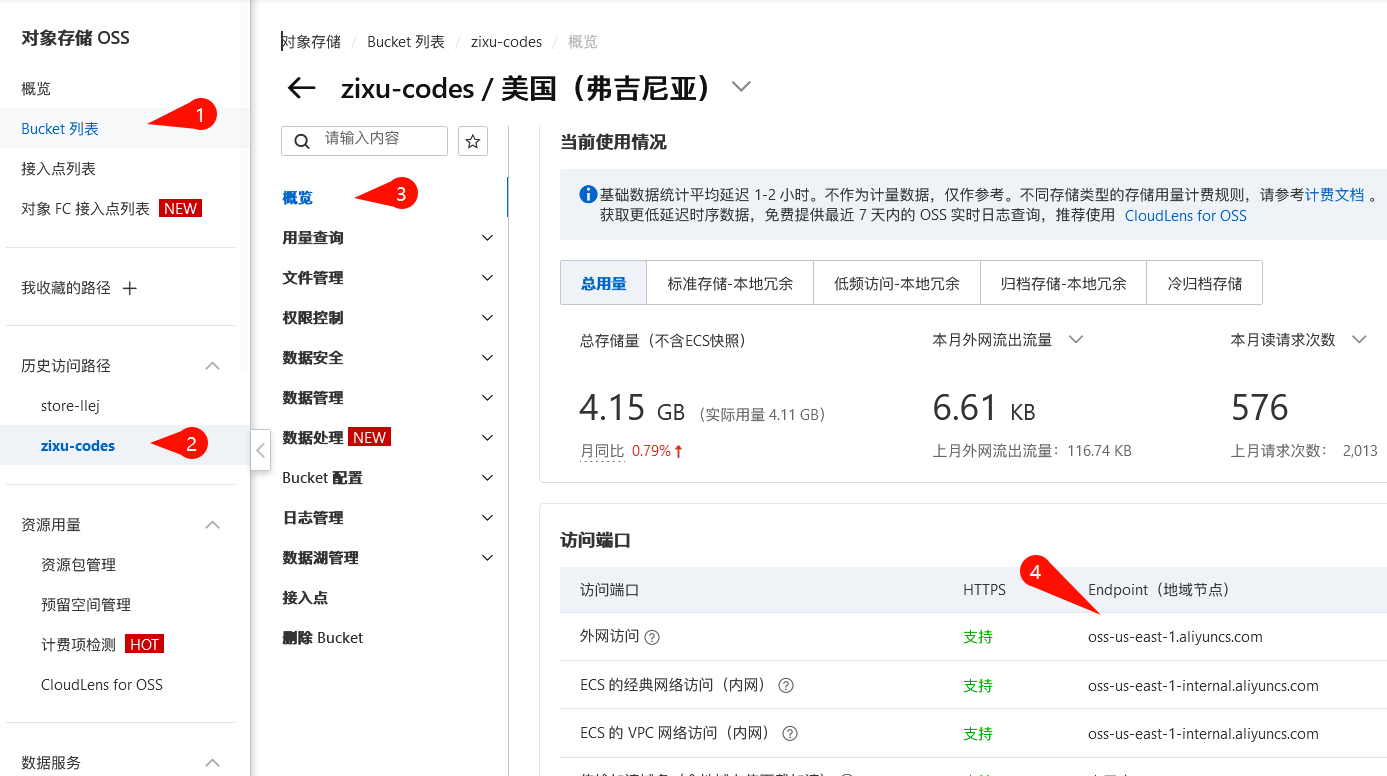 对象存储 OSS
概览
Bucket 列表
1
接入点列表
对象 FC 接入点列表 NEW
我收藏的路径
历史访问路径
store-llej
zixu-codes
2
资源用量
资源包管理
预留空间管理
计费项检测 HOT
CloudLens for OSS
数据服务
对象存储 / Bucket 列表 / zixu-codes / 概览
zixu-codes / 美国（弗吉尼亚）
请输入内容
概览
3
用量查询
文件管理
权限控制
数据安全
数据管理
数据处理 NEW
Bucket 配置
日志管理
数据湖管理
接入点
删除 Bucket
当前使用情况
基础数据统计平均延迟 1-2 小时。不作为计量数据，仅作参考。不同存储类型的存储用量计费规则，请参考计费文档 。
获取更低延迟时序数据，免费提供最近 7 天内的 OSS 实时日志查询，推荐使用 CloudLens for OSS
总用量 标准存储-本地冗余 低频访问-本地冗余 归档存储-本地冗余 冷归档存储
总存储量（不含ECS快照） 本月外网流出流量 本月读请求次数
4.15 GB （实际用量 4.11 GB） 6.61 KB 576
月同比 0.79% 上月外网流出流量：116.74 KB 上月请求次数： 2,013
访问端口
4
访问端口 HTTPS Endpoint（地域节点）
外网访问 支持 oss-us-east-1.aliyuncs.com
ECS 的经典网络访问（内网） 支持 oss-us-east-1-internal.aliyuncs.com
ECS 的 VPC 网络访问（内网） 支持 oss-us-east-1-internal.aliyuncs.com